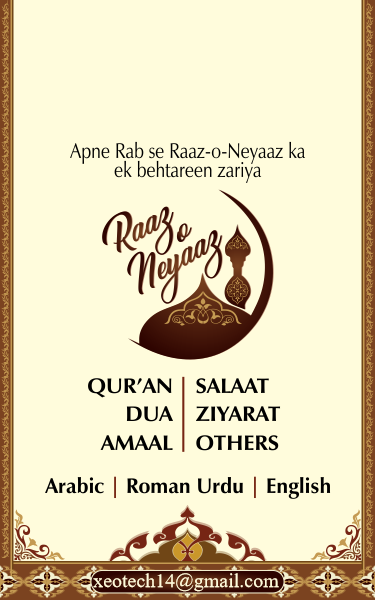 Apne Rab se Raaz-o-Neyaaz ka
ek behtareen zariya
Raaz
o
Neyaaz
QUR'AN | SALAAT
DUA | ZIYARAT
AMAAL | OTHERS
Arabic | Roman Urdu | English
xeotech14@gmail.com